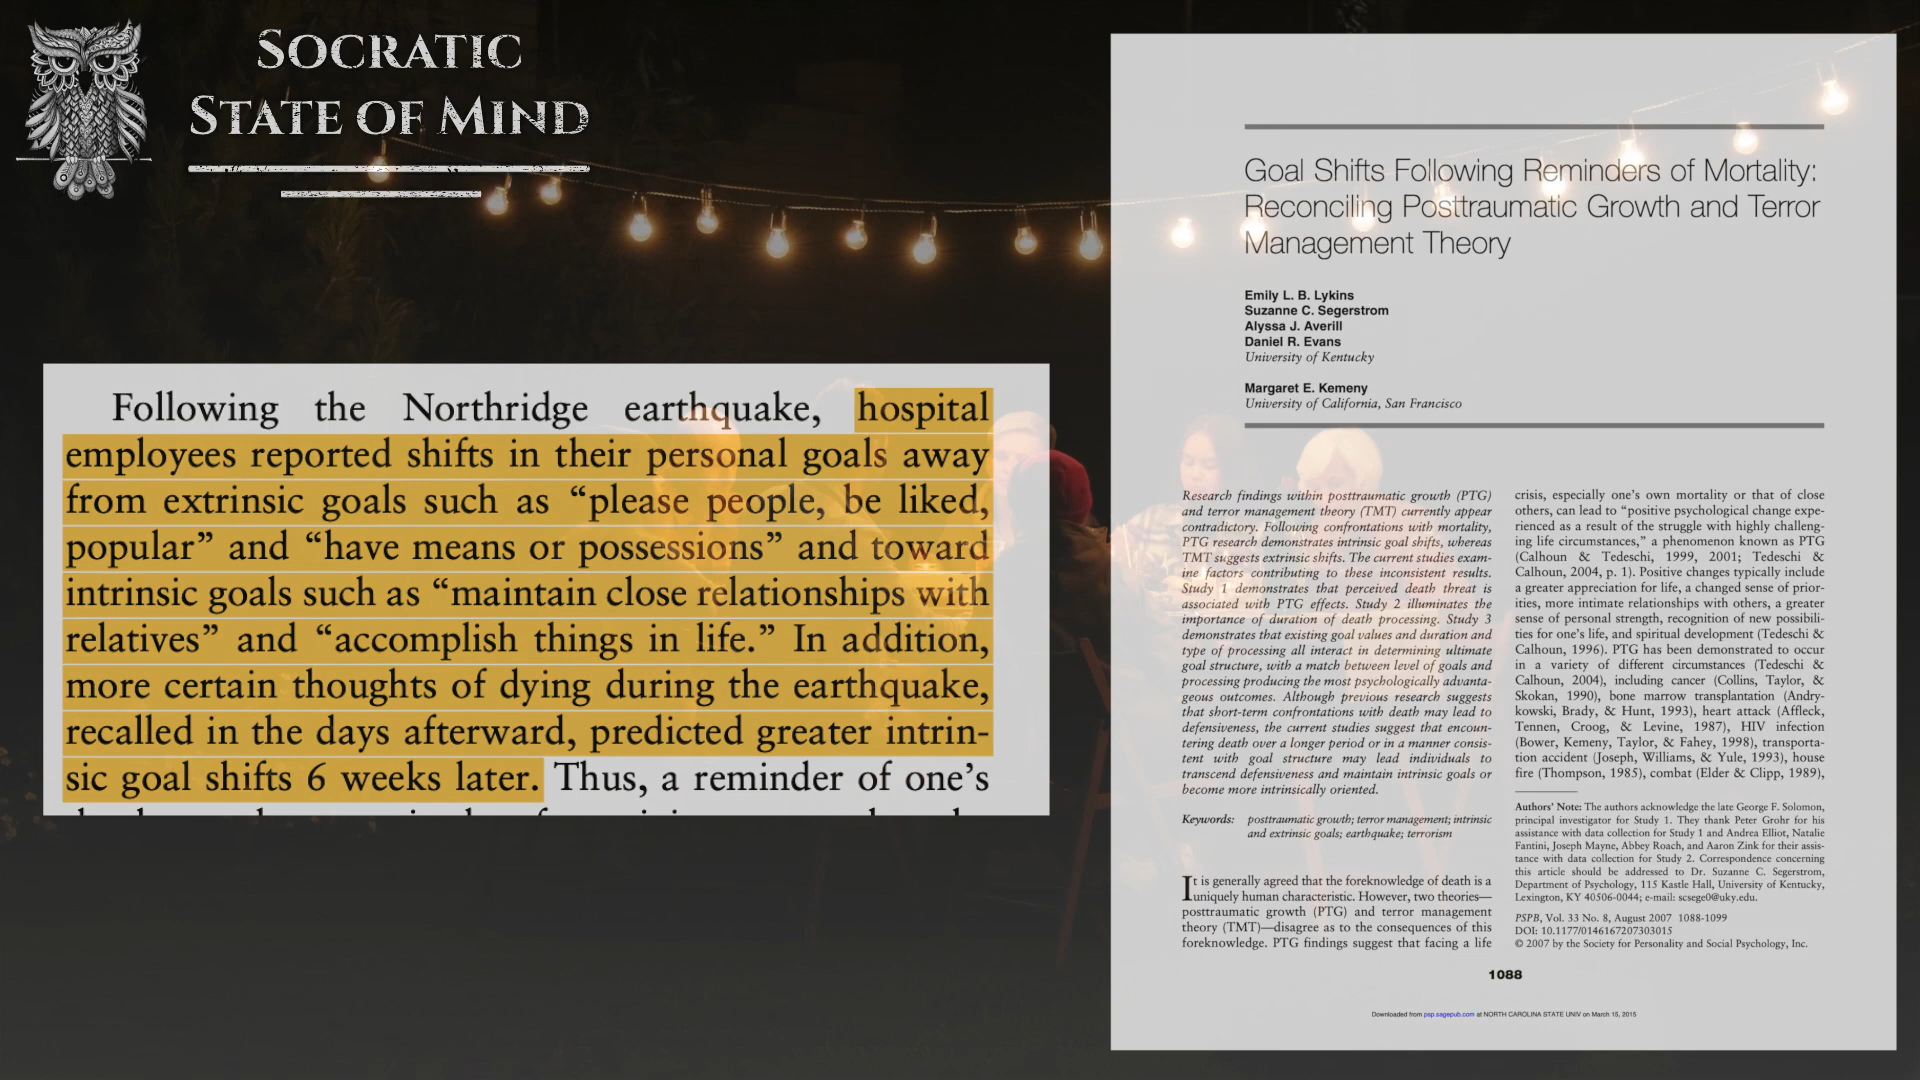 SOCRATIC
STATE OF MIND
Following the Northridge earthquake, hospital
employees reported shifts in their personal goals away
from extrinsic goals such as “please people, be liked,
popular” and “have means or possessions” and toward
intrinsic goals such as “maintain close relationships with
relatives” and “accomplish things in life.” In addition,
more certain thoughts of dying during the earthquake,
recalled in the days afterward, predicted greater intrin-
sic goal shifts 6 weeks later. Thus, a reminder of one’s
Goal Shifts Following Reminders of Mortality:
Reconciling Posttraumatic Growth and Terror
Management Theory
Emily L. B. Lykins
Suzanne C. Segerstrom
Alyssa J. Averill
Daniel R. Evans
University of Kentucky
Margaret E. Kemeny
University of California, San Francisco
Research findings within posttraumatic growth (PTG)
and terror management theory (TMT) currently appear
contradictory. Following confrontations with mortality,
PTG research demonstrates intrinsic goal shifts, whereas
TMT suggests extrinsic shifts. The current studies exam-
ine factors contributing to these inconsistent results.
Study 1 demonstrates that perceived death threat is
associated with PTG effects. Study 2 illuminates the
importance of duration of death processing. Study 3
demonstrates that existing goal values and duration and
type of processing all interact in determining ultimate
goal structure, with a match between level of goals and
processing producing the most psychologically advanta-
geous outcomes. Although previous research suggests
that short-term confrontations with death may lead to
defensiveness, the current studies suggest that encoun-
tering death over a longer period or in a manner consis-
tent with goal structure may lead individuals to
transcend defensiveness and maintain intrinsic goals or
become more intrinsically oriented.
Keywords: posttraumatic growth; terror management; intrinsic
and extrinsic goals; earthquake; terrorism
It is generally agreed that the foreknowledge of death is a
uniquely human characteristic. However, two theories—
posttraumatic growth (PTG) and terror management
theory (TMT)—disagree as to the consequences of this
foreknowledge. PTG findings suggest that facing a life
crisis, especially one’s own mortality or that of close
others, can lead to “positive psychological change expe-
rienced as a result of the struggle with highly challeng-
ing life circumstances,” a phenomenon known as PTG
(Calhoun & Tedeschi, 1999, 2001; Tedeschi &
Calhoun, 2004, p. 1). Positive changes typically include
a greater appreciation for life, a changed sense of prior-
ities, more intimate relationships with others, a greater
sense of personal strength, recognition of new possibili-
ties for one’s life, and spiritual development (Tedeschi &
Calhoun, 1996). PTG has been demonstrated to occur
in a variety of different circumstances (Tedeschi &
Calhoun, 2004), including cancer (Collins, Taylor, &
Skokan, 1990), bone marrow transplantation (Andry-
kowski, Brady, & Hunt, 1993), heart attack (Affleck,
Tennen, Croog, & Levine, 1987), HIV infection
(Bower, Kemeny, Taylor, & Fahey, 1998), transporta-
tion accident (Joseph, Williams, & Yule, 1993), house
fire (Thompson, 1985), combat (Elder & Clipp, 1989),
Authors’ Note: The authors acknowledge the late George F. Solomon,
principal investigator for Study 1. They thank Peter Grohr for his
assistance with data collection for Study 1 and Andrea Elliot, Natalie
Fantini, Joseph Mayne, Abbey Roach, and Aaron Zink for their assis-
tance with data collection for Study 2. Correspondence concerning
this article should be addressed to Dr. Suzanne C. Segerstrom,
Department of Psychology, 115 Kastle Hall, University of Kentucky,
Lexington, KY 40506-0044; e-mail: scsege0@uky.edu.
PSPB, Vol. 33 No. 8, August 2007 1088-1099
DOI: 10.1177/0146167207303015
© 2007 by the Society for Personality and Social Psychology, Inc.
1088
Downloaded from psp.sagepub.com at NORTH CAROLINA STATE UNIV on March 15, 2015